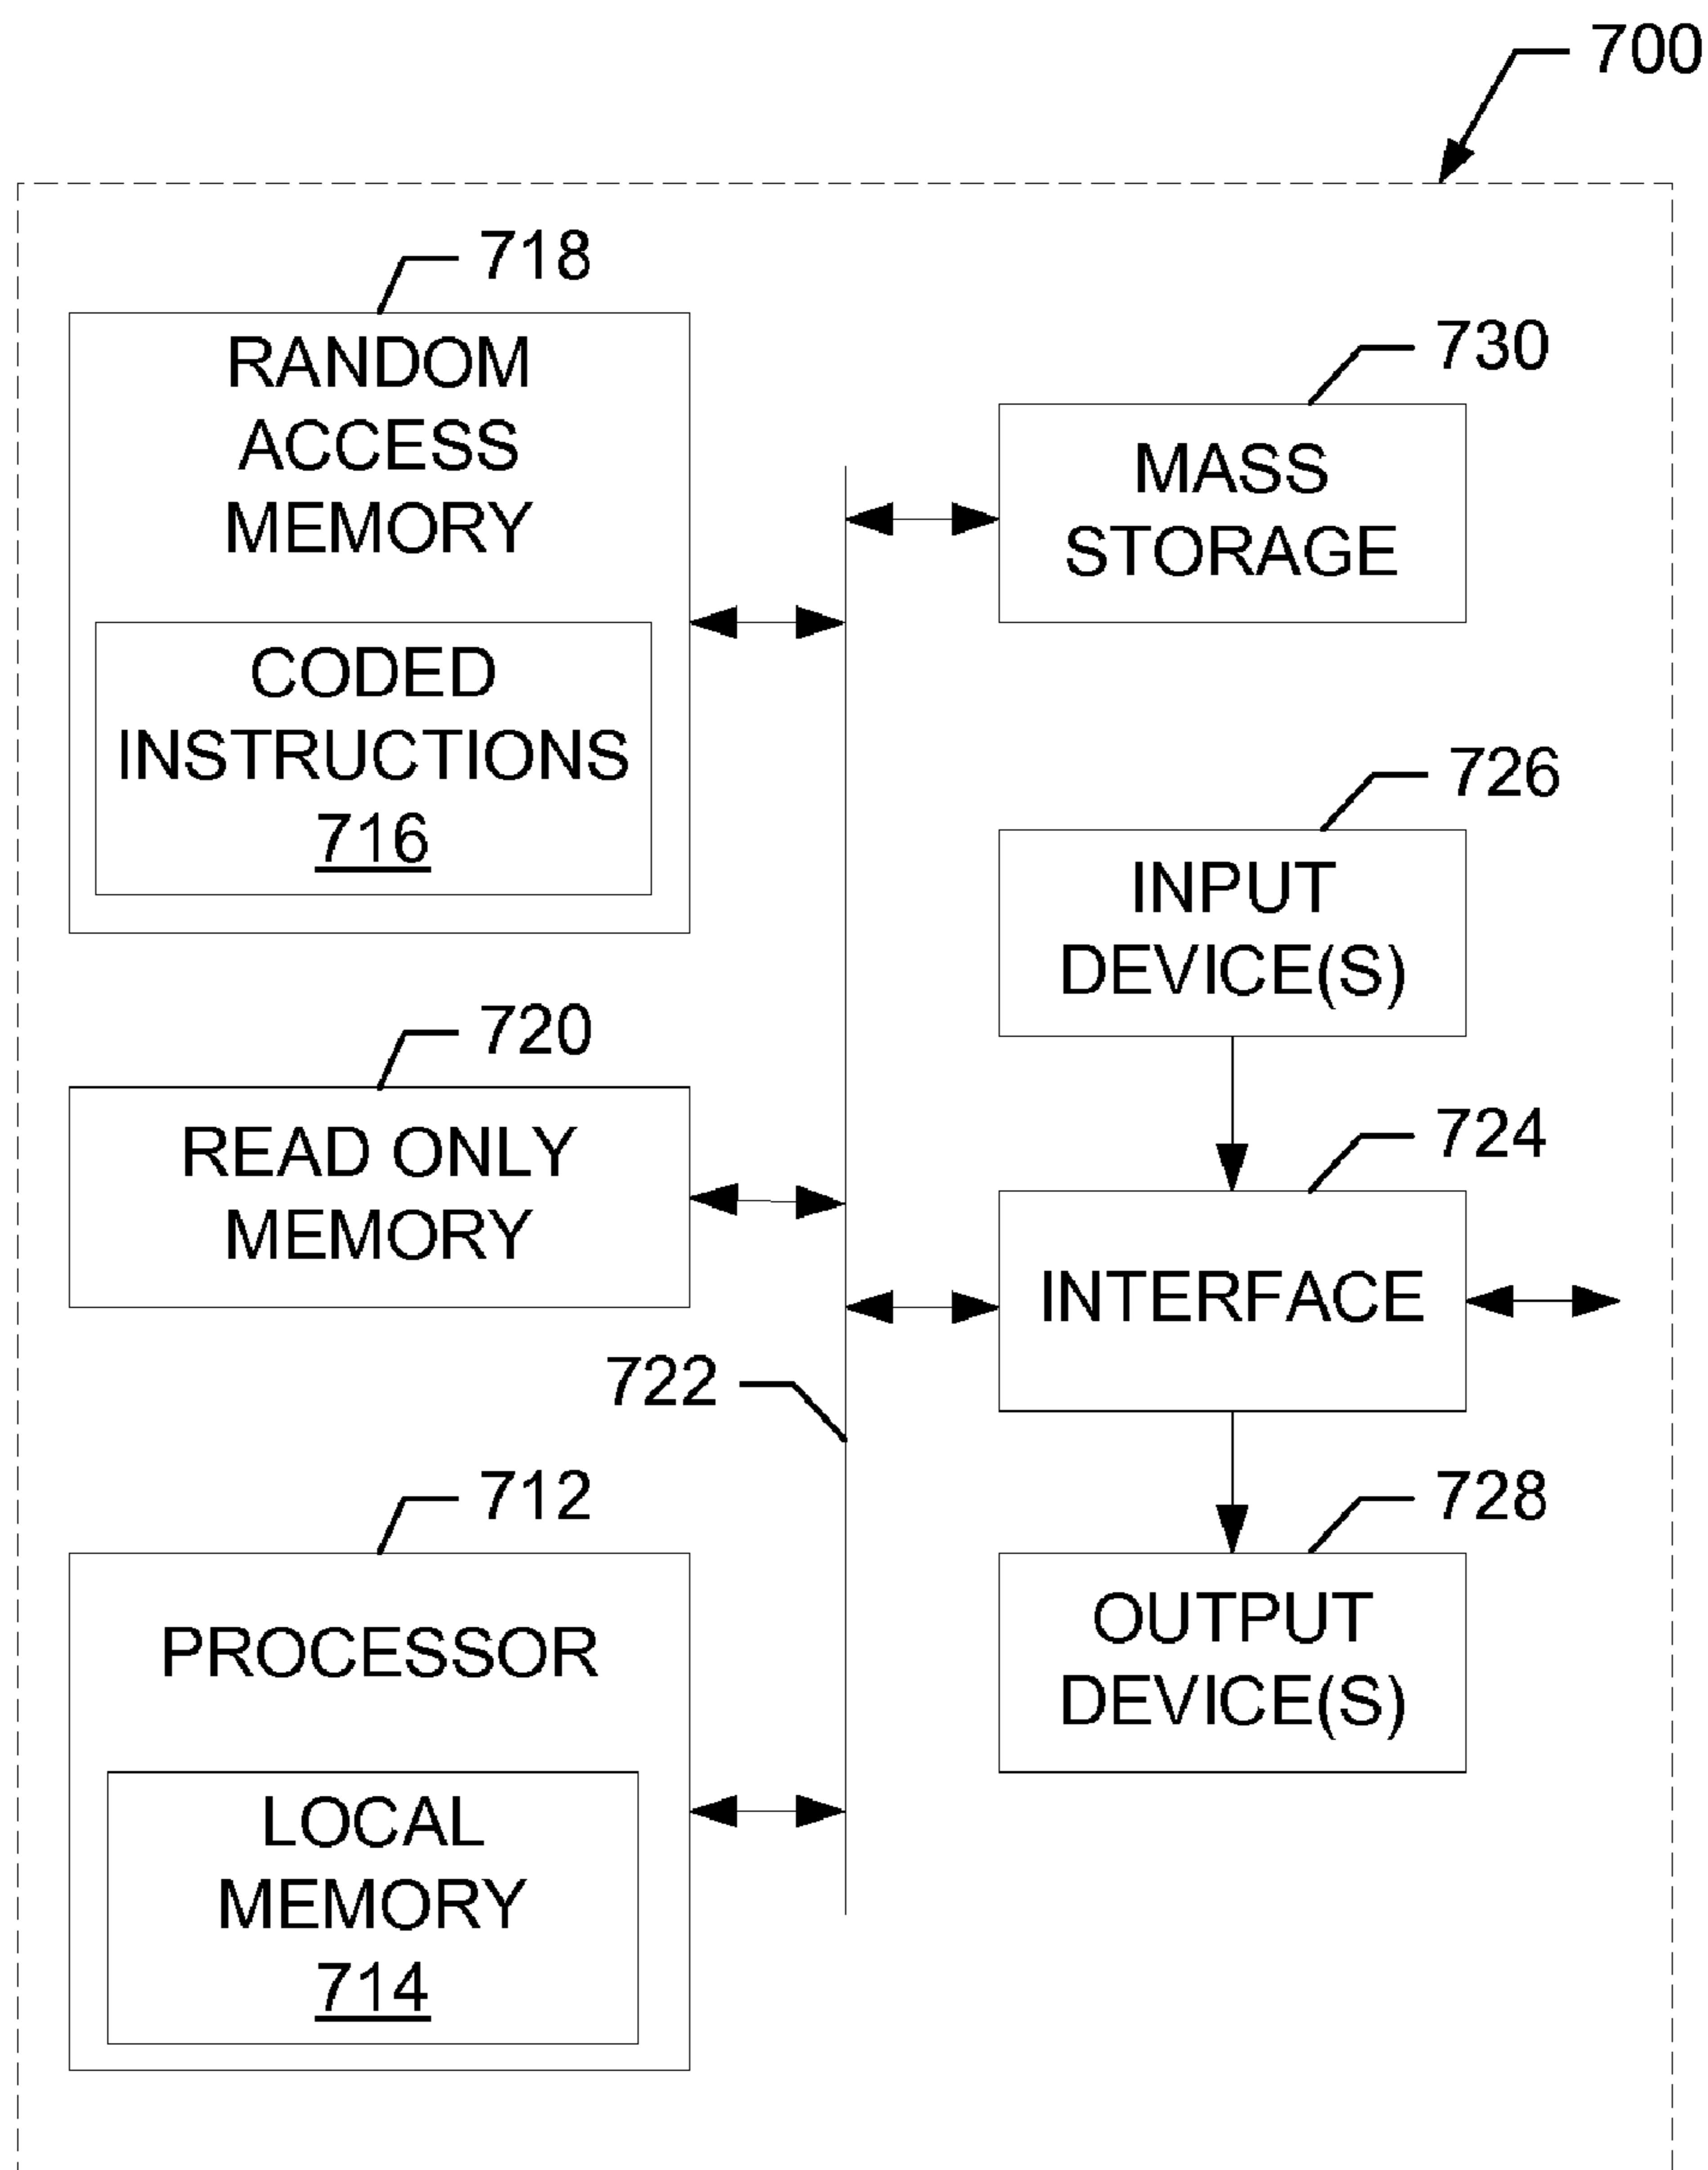 700
718
RANDOM
ACCESS
MEMORY
CODED
INSTRUCTIONS
716
730
MASS
STORAGE
726
INPUT
DEVICE(S)
720
READ ONLY
MEMORY
724
INTERFACE
722
712
PROCESSOR
LOCAL
MEMORY
714
728
OUTPUT
DEVICE(S)